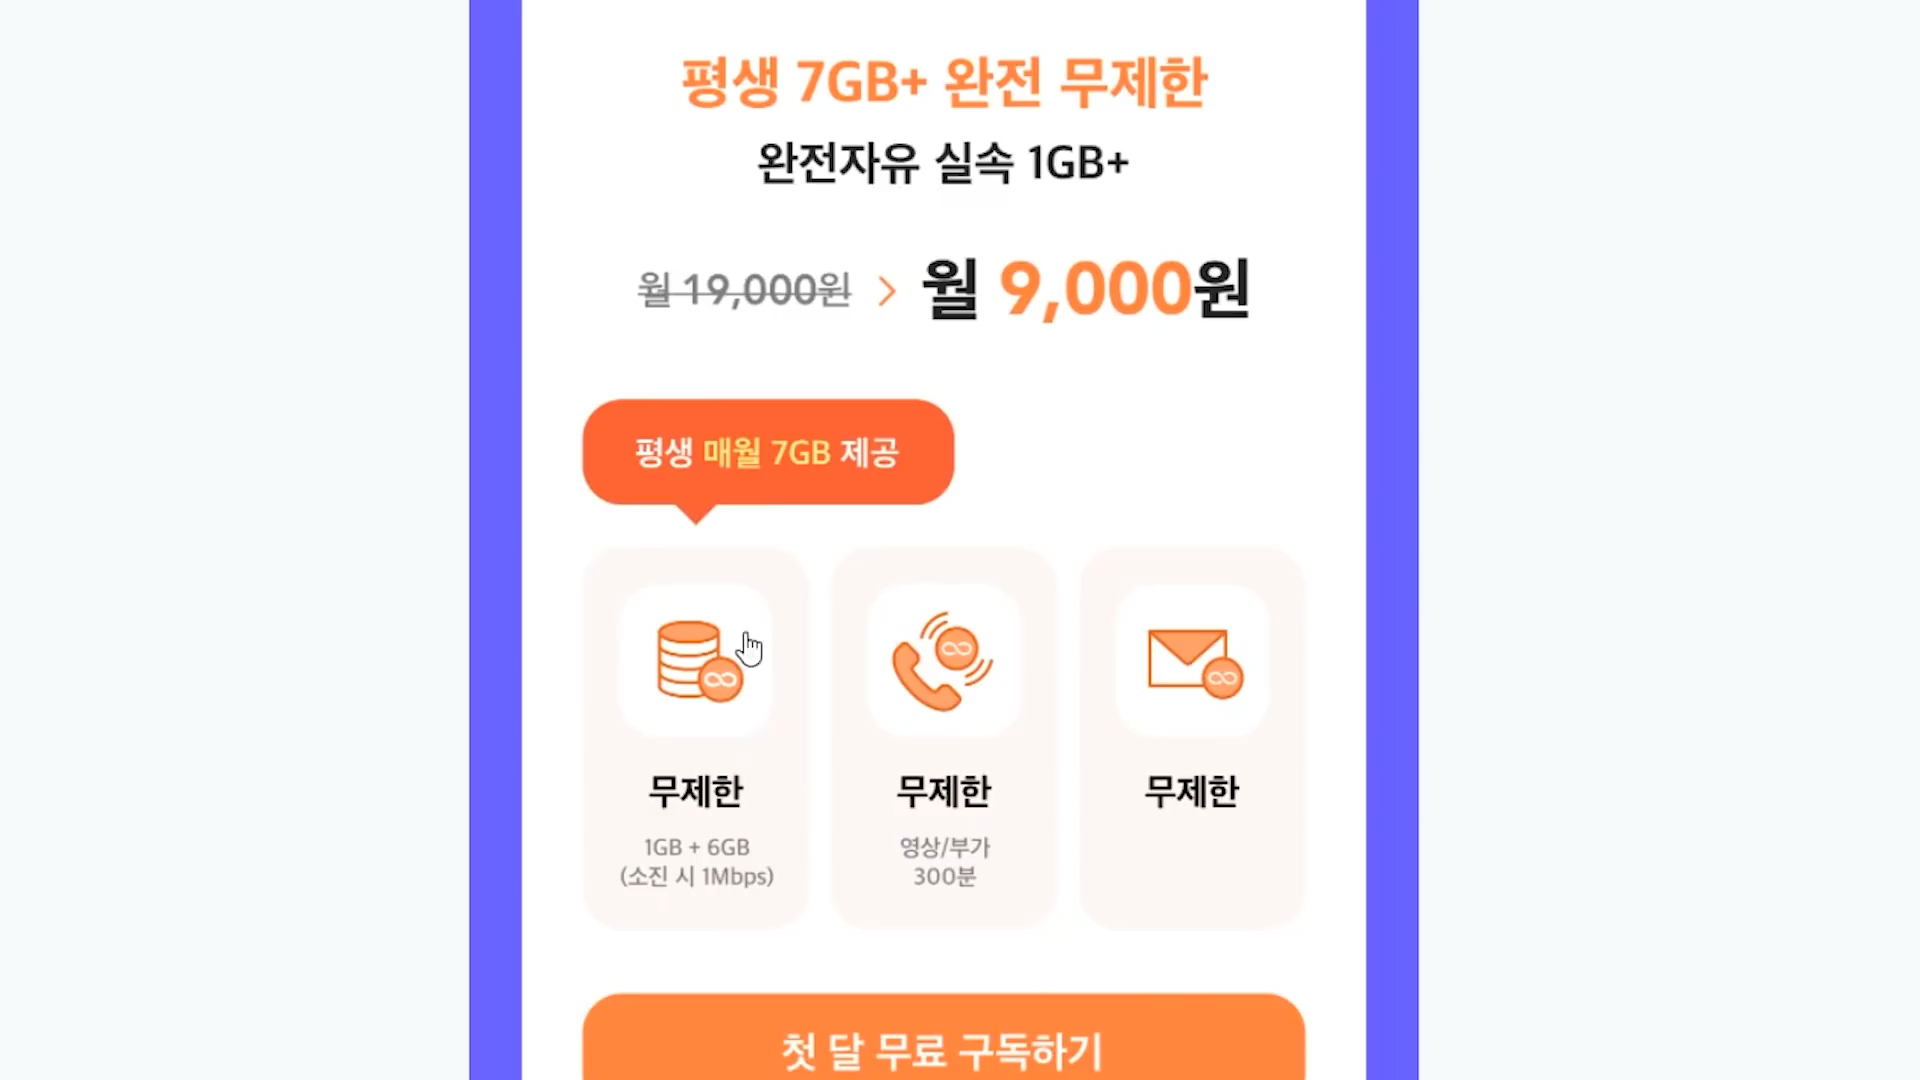 평생 7GB+ 완전 무제한
완전자유 실속 1GB+
월 19,000원 > 월 9,000원
평생 매월 7GB 제공
무제한
1GB + 6GB
(소진 시 1Mbps)
무제한
영상/부가
300분
무제한
첫 달 무료 구독하기